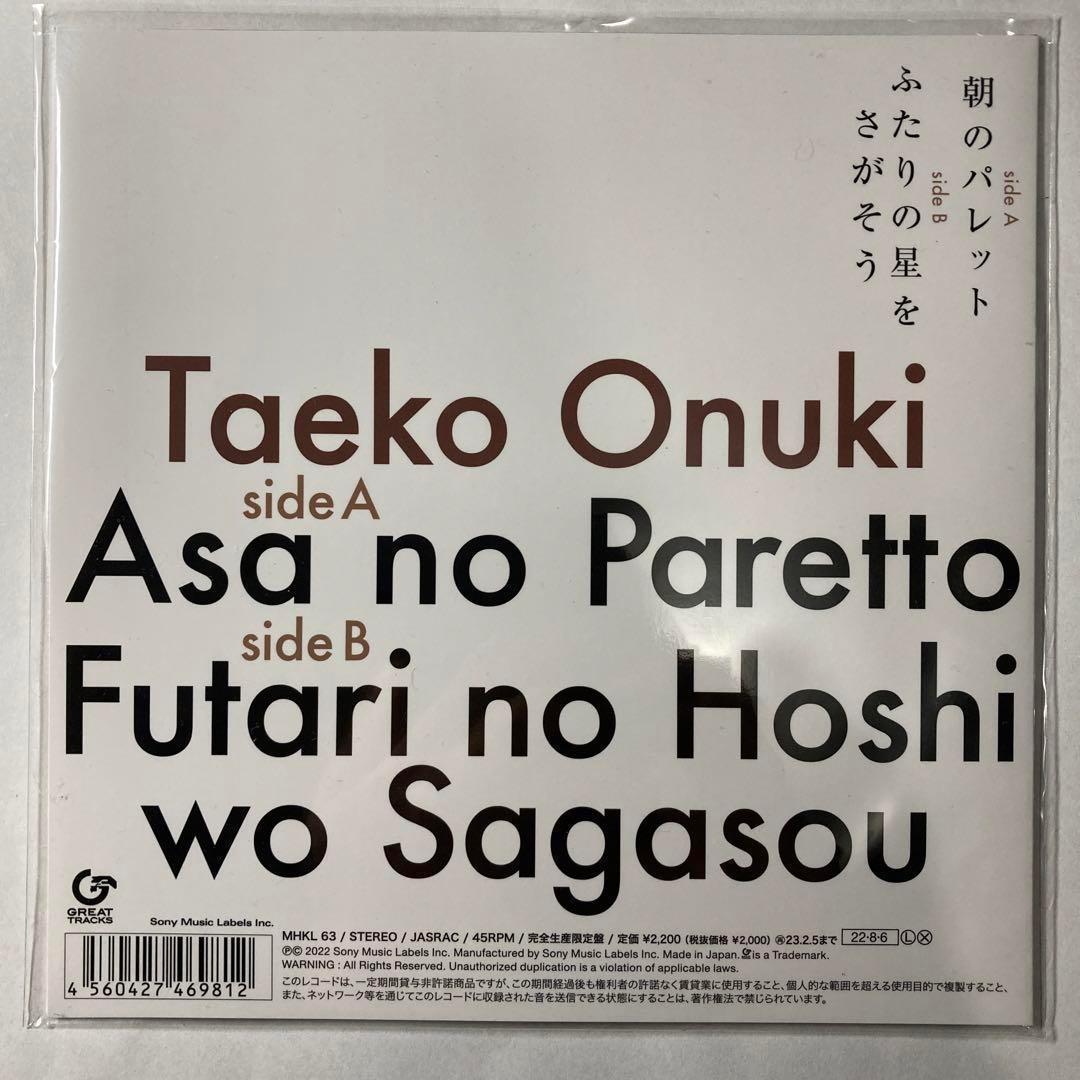 side A
朝のパレット
side B
ふたりの星を
さがそう
Taeko Onuki
side A
Asa no Paretto
side B
Futari no Hoshi
wo Sagasou
GREAT
TRACKS
Sony Music Labels Inc.
4 560427 469812
MHKL 63 / STEREO / JASRAC / 45RPM / 完全生産限定盤 / 定価 ¥2,200 (税抜価格 ¥2,000) 再23.2.5まで 22・8・6 Ⓛ Ⓧ
Ⓟ© 2022 Sony Music Labels Inc. Manufactured by Sony Music Labels Inc. Made in Japan. is a Trademark.
WARNING : All Rights Reserved. Unauthorized duplication is a violation of applicable laws.
このレコードは、一定期間貸与非許諾商品ですが、この期間経過後も権利者の許諾なく賃貸業に使用すること、個人的な範囲を超える使用目的で複製すること、
また、ネットワーク等を通じてこのレコードに収録された音を送信できる状態にすることは、著作権法で禁じられています。